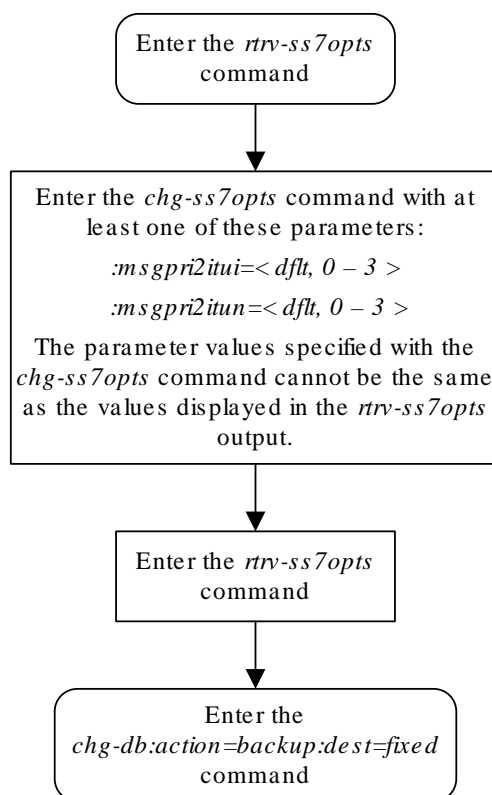 Enter the rtrv-ss7opts
command
Enter the chg-ss7opts command with at
least one of these parameters:
:msgpri2itui=< dflt, 0 – 3 >
:msgpri2itun=< dflt, 0 – 3 >
The parameter values specified with the
chg-ss7opts command cannot be the same
as the values displayed in the rtrv-ss7opts
output.
Enter the rtrv-ss7opts
command
Enter the
chg-db:action=backup:dest=fixed
command